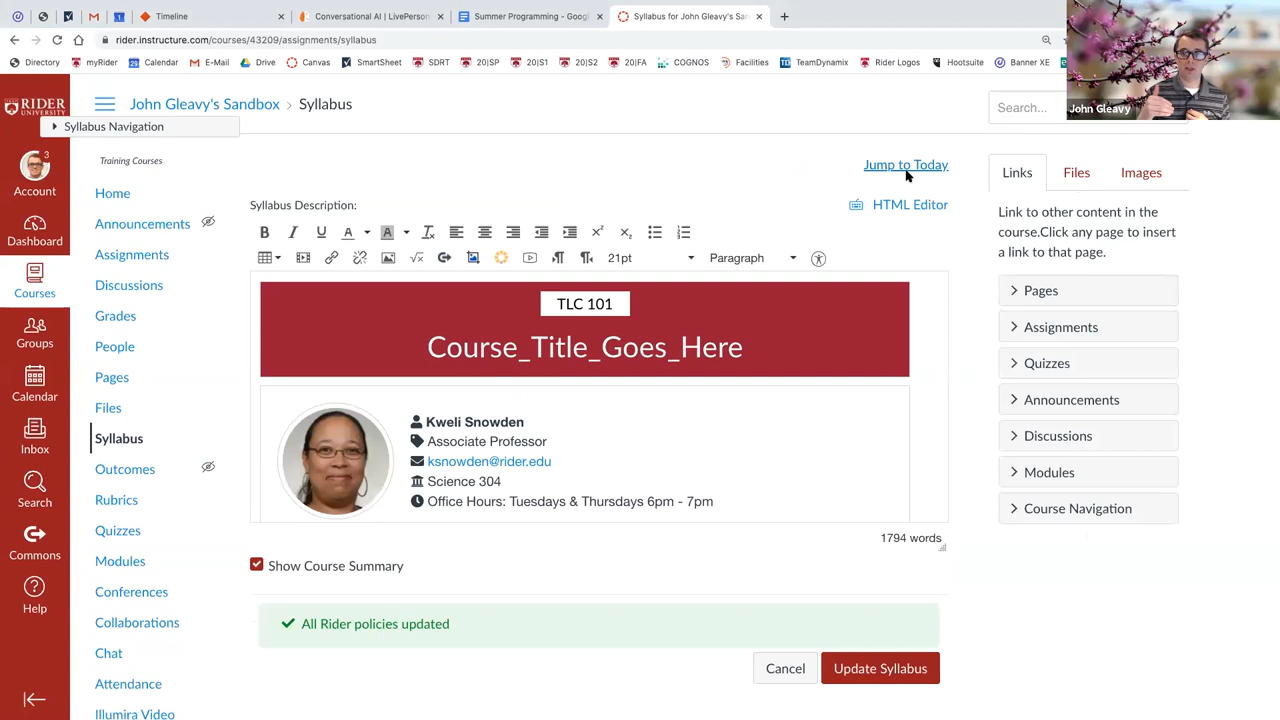 Timeline
Conversational AI | LivePerson
Summer Programming - Googl
Syllabus for John Gleavy's San
rider.instructure.com/courses/43209/assignments/syllabus
Directory
myRider
Calendar
E-Mail
Drive
Canvas
SmartSheet
SDRT
20|SP
20|S1
20|S2
20|FA
COGNOS
Facilities
TeamDynamix
Rider Logos
Hootsuite
Banner XE
John Gleavy
RIDER
UNIVERSITY
John Gleavy's Sandbox > Syllabus
Search...
Syllabus Navigation
3
Account
Dashboard
Courses
Groups
Calendar
Inbox
Search
Commons
Help
Training Courses
Home
Announcements
Assignments
Discussions
Grades
People
Pages
Files
Syllabus
Outcomes
Rubrics
Quizzes
Modules
Conferences
Collaborations
Chat
Attendance
Illumira Video
Jump to Today
Syllabus Description:
HTML Editor
21pt
Paragraph
TLC 101
Course_Title_Goes_Here
Kweli Snowden
Associate Professor
ksnowden@rider.edu
Science 304
Office Hours: Tuesdays & Thursdays 6pm - 7pm
1794 words
Show Course Summary
All Rider policies updated
Cancel
Update Syllabus
Links
Files
Images
Link to other content in the
course.Click any page to insert
a link to that page.
Pages
Assignments
Quizzes
Announcements
Discussions
Modules
Course Navigation